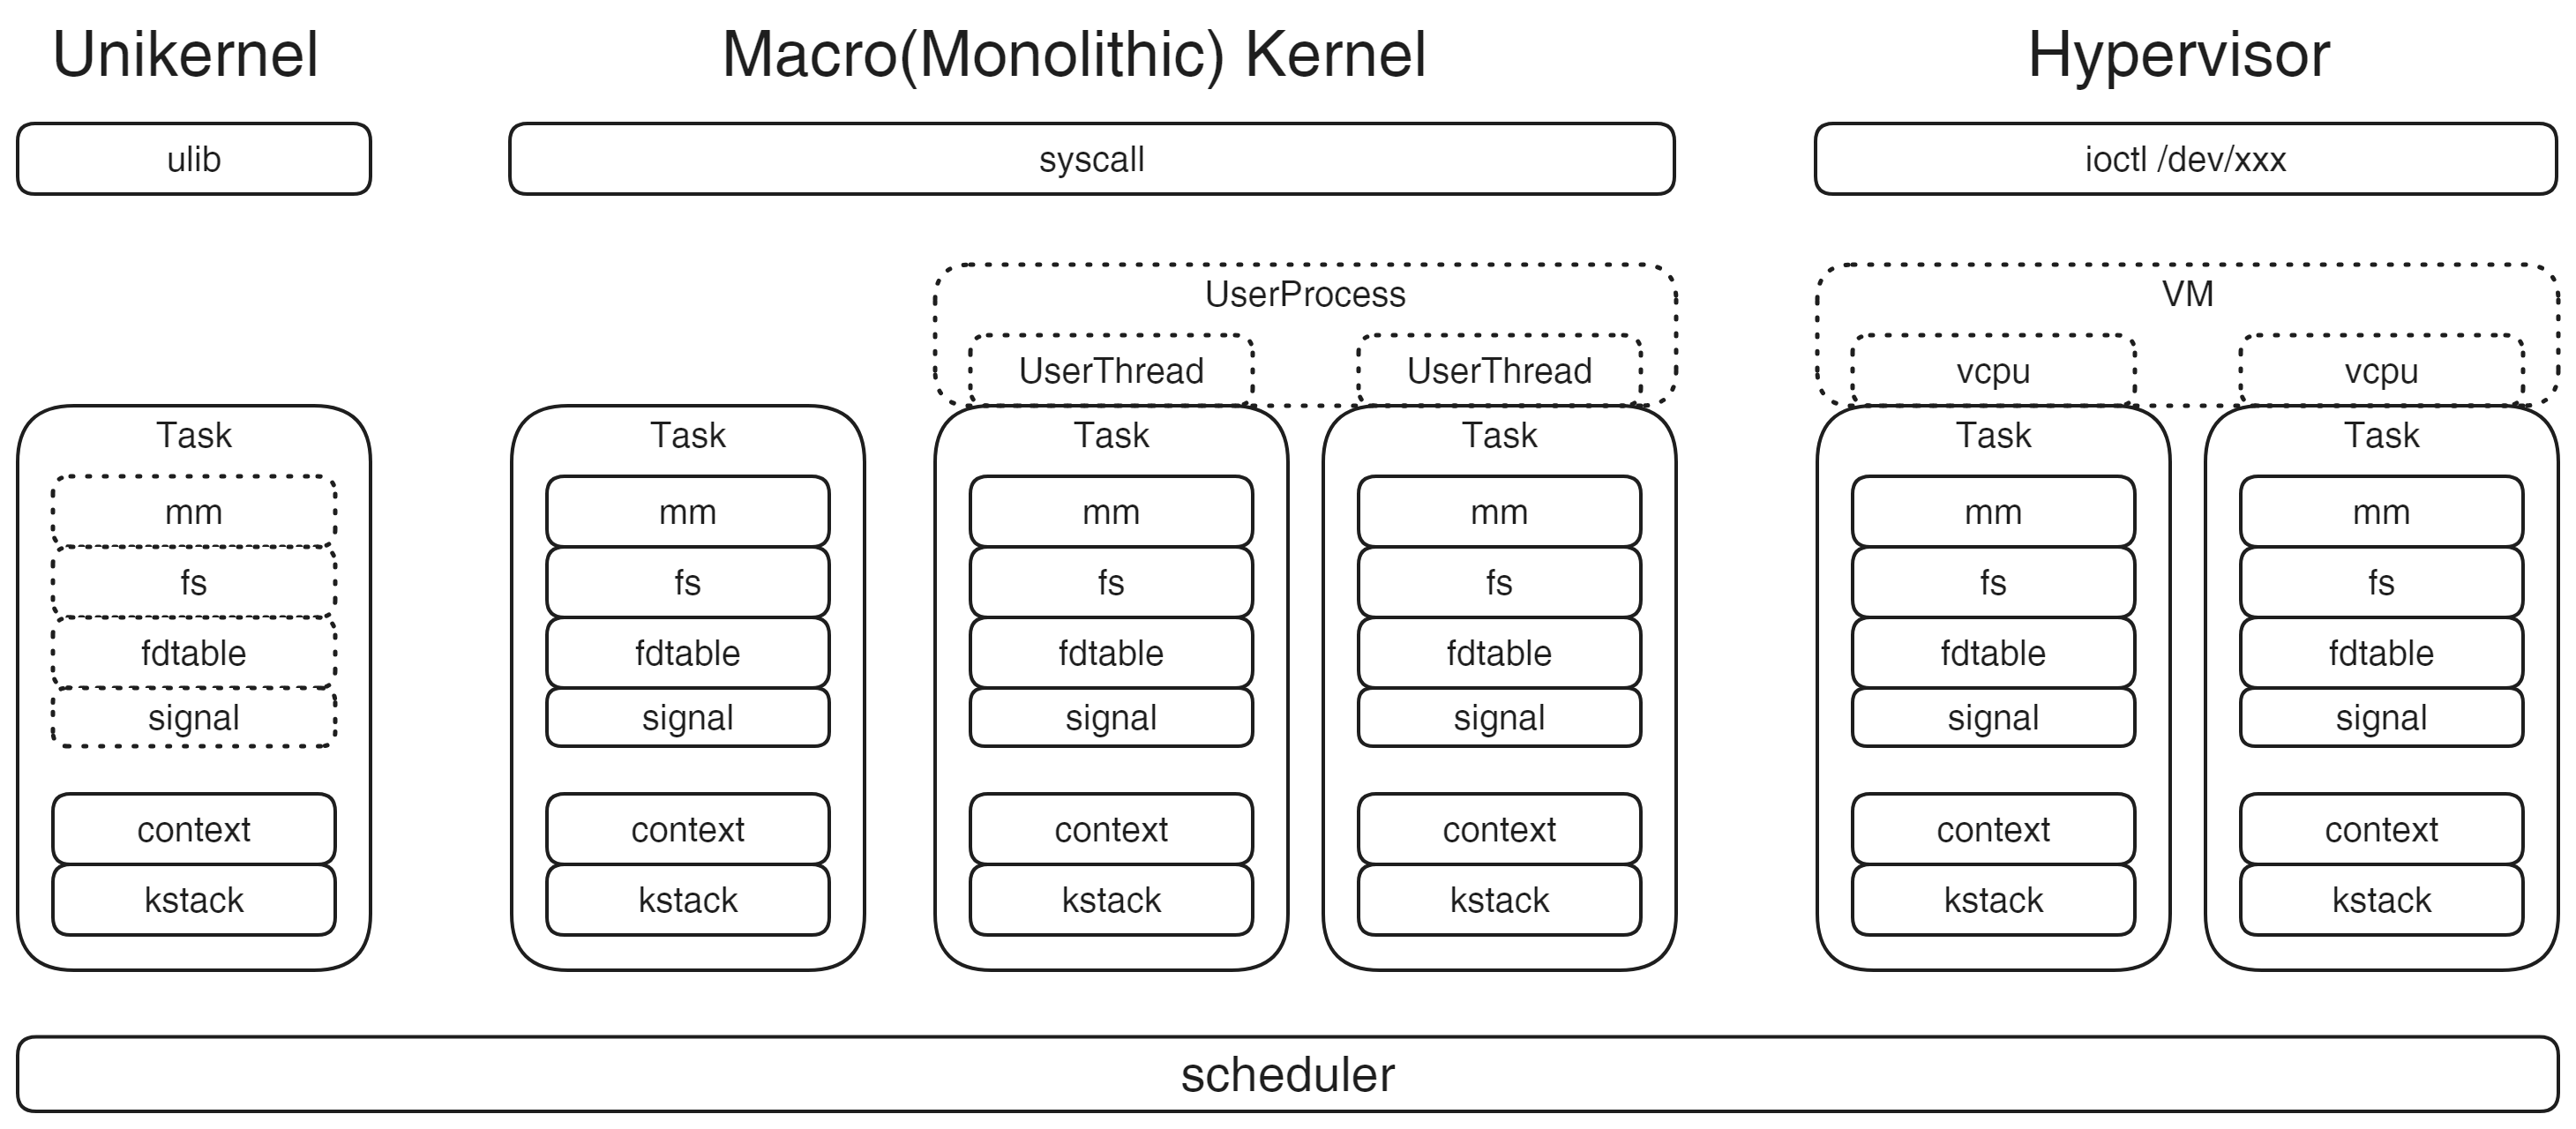 Unikernel
Macro(Monolithic) Kernel
Hypervisor
ulib
syscall
ioctl /dev/xxx
UserProcess
VM
UserThread
UserThread
vcpu
vcpu
Task
mm
fs
fdtable
signal
context
kstack
Task
mm
fs
fdtable
signal
context
kstack
Task
mm
fs
fdtable
signal
context
kstack
Task
mm
fs
fdtable
signal
context
kstack
Task
mm
fs
fdtable
signal
context
kstack
Task
mm
fs
fdtable
signal
context
kstack
scheduler